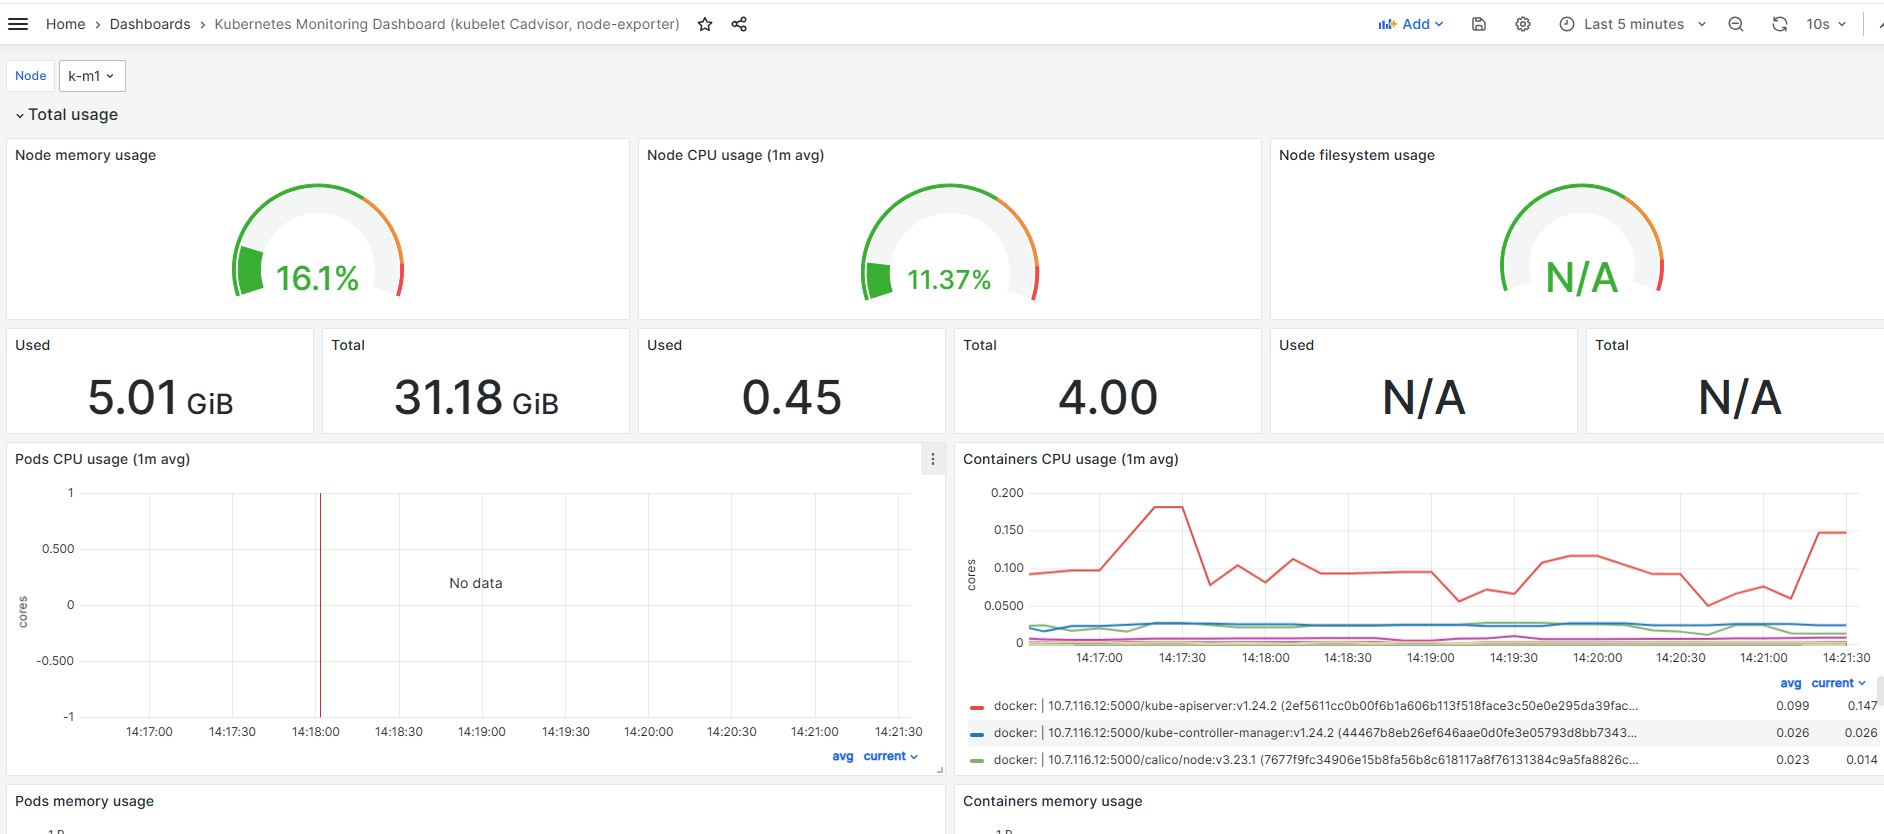 Home › Dashboards › Kubernetes Monitoring Dashboard (kubelet Cadvisor, node-exporter)
Add
Last 5 minutes
10s
Node
k-m1
Total usage
Node memory usage
16.1%
Node CPU usage (1m avg)
11.37%
Node filesystem usage
N/A
Used
5.01 GiB
Total
31.18 GiB
Used
0.45
Total
4.00
Used
N/A
Total
N/A
Pods CPU usage (1m avg)
cores
1
0.500
0
-0.500
-1
No data
14:17:00 14:17:30 14:18:00 14:18:30 14:19:00 14:19:30 14:20:00 14:20:30 14:21:00 14:21:30
avg current
Containers CPU usage (1m avg)
cores
0.200
0.150
0.100
0.0500
0
14:17:00 14:17:30 14:18:00 14:18:30 14:19:00 14:19:30 14:20:00 14:20:30 14:21:00 14:21:30
avg current
docker: | 10.7.116.12:5000/kube-apiserver:v1.24.2 (2ef5611cc0b00f6b1a606b113f518face3c50e0e295da39fac... 0.099 0.147
docker: | 10.7.116.12:5000/kube-controller-manager:v1.24.2 (44467b8eb26ef646aae0d0fe3e05793d8bb7343... 0.026 0.026
docker: | 10.7.116.12:5000/calico/node:v3.23.1 (7677f9fc34906e15b8fa56b8c618117a8f76131384c9a5fa8826c... 0.023 0.014
Pods memory usage
Containers memory usage